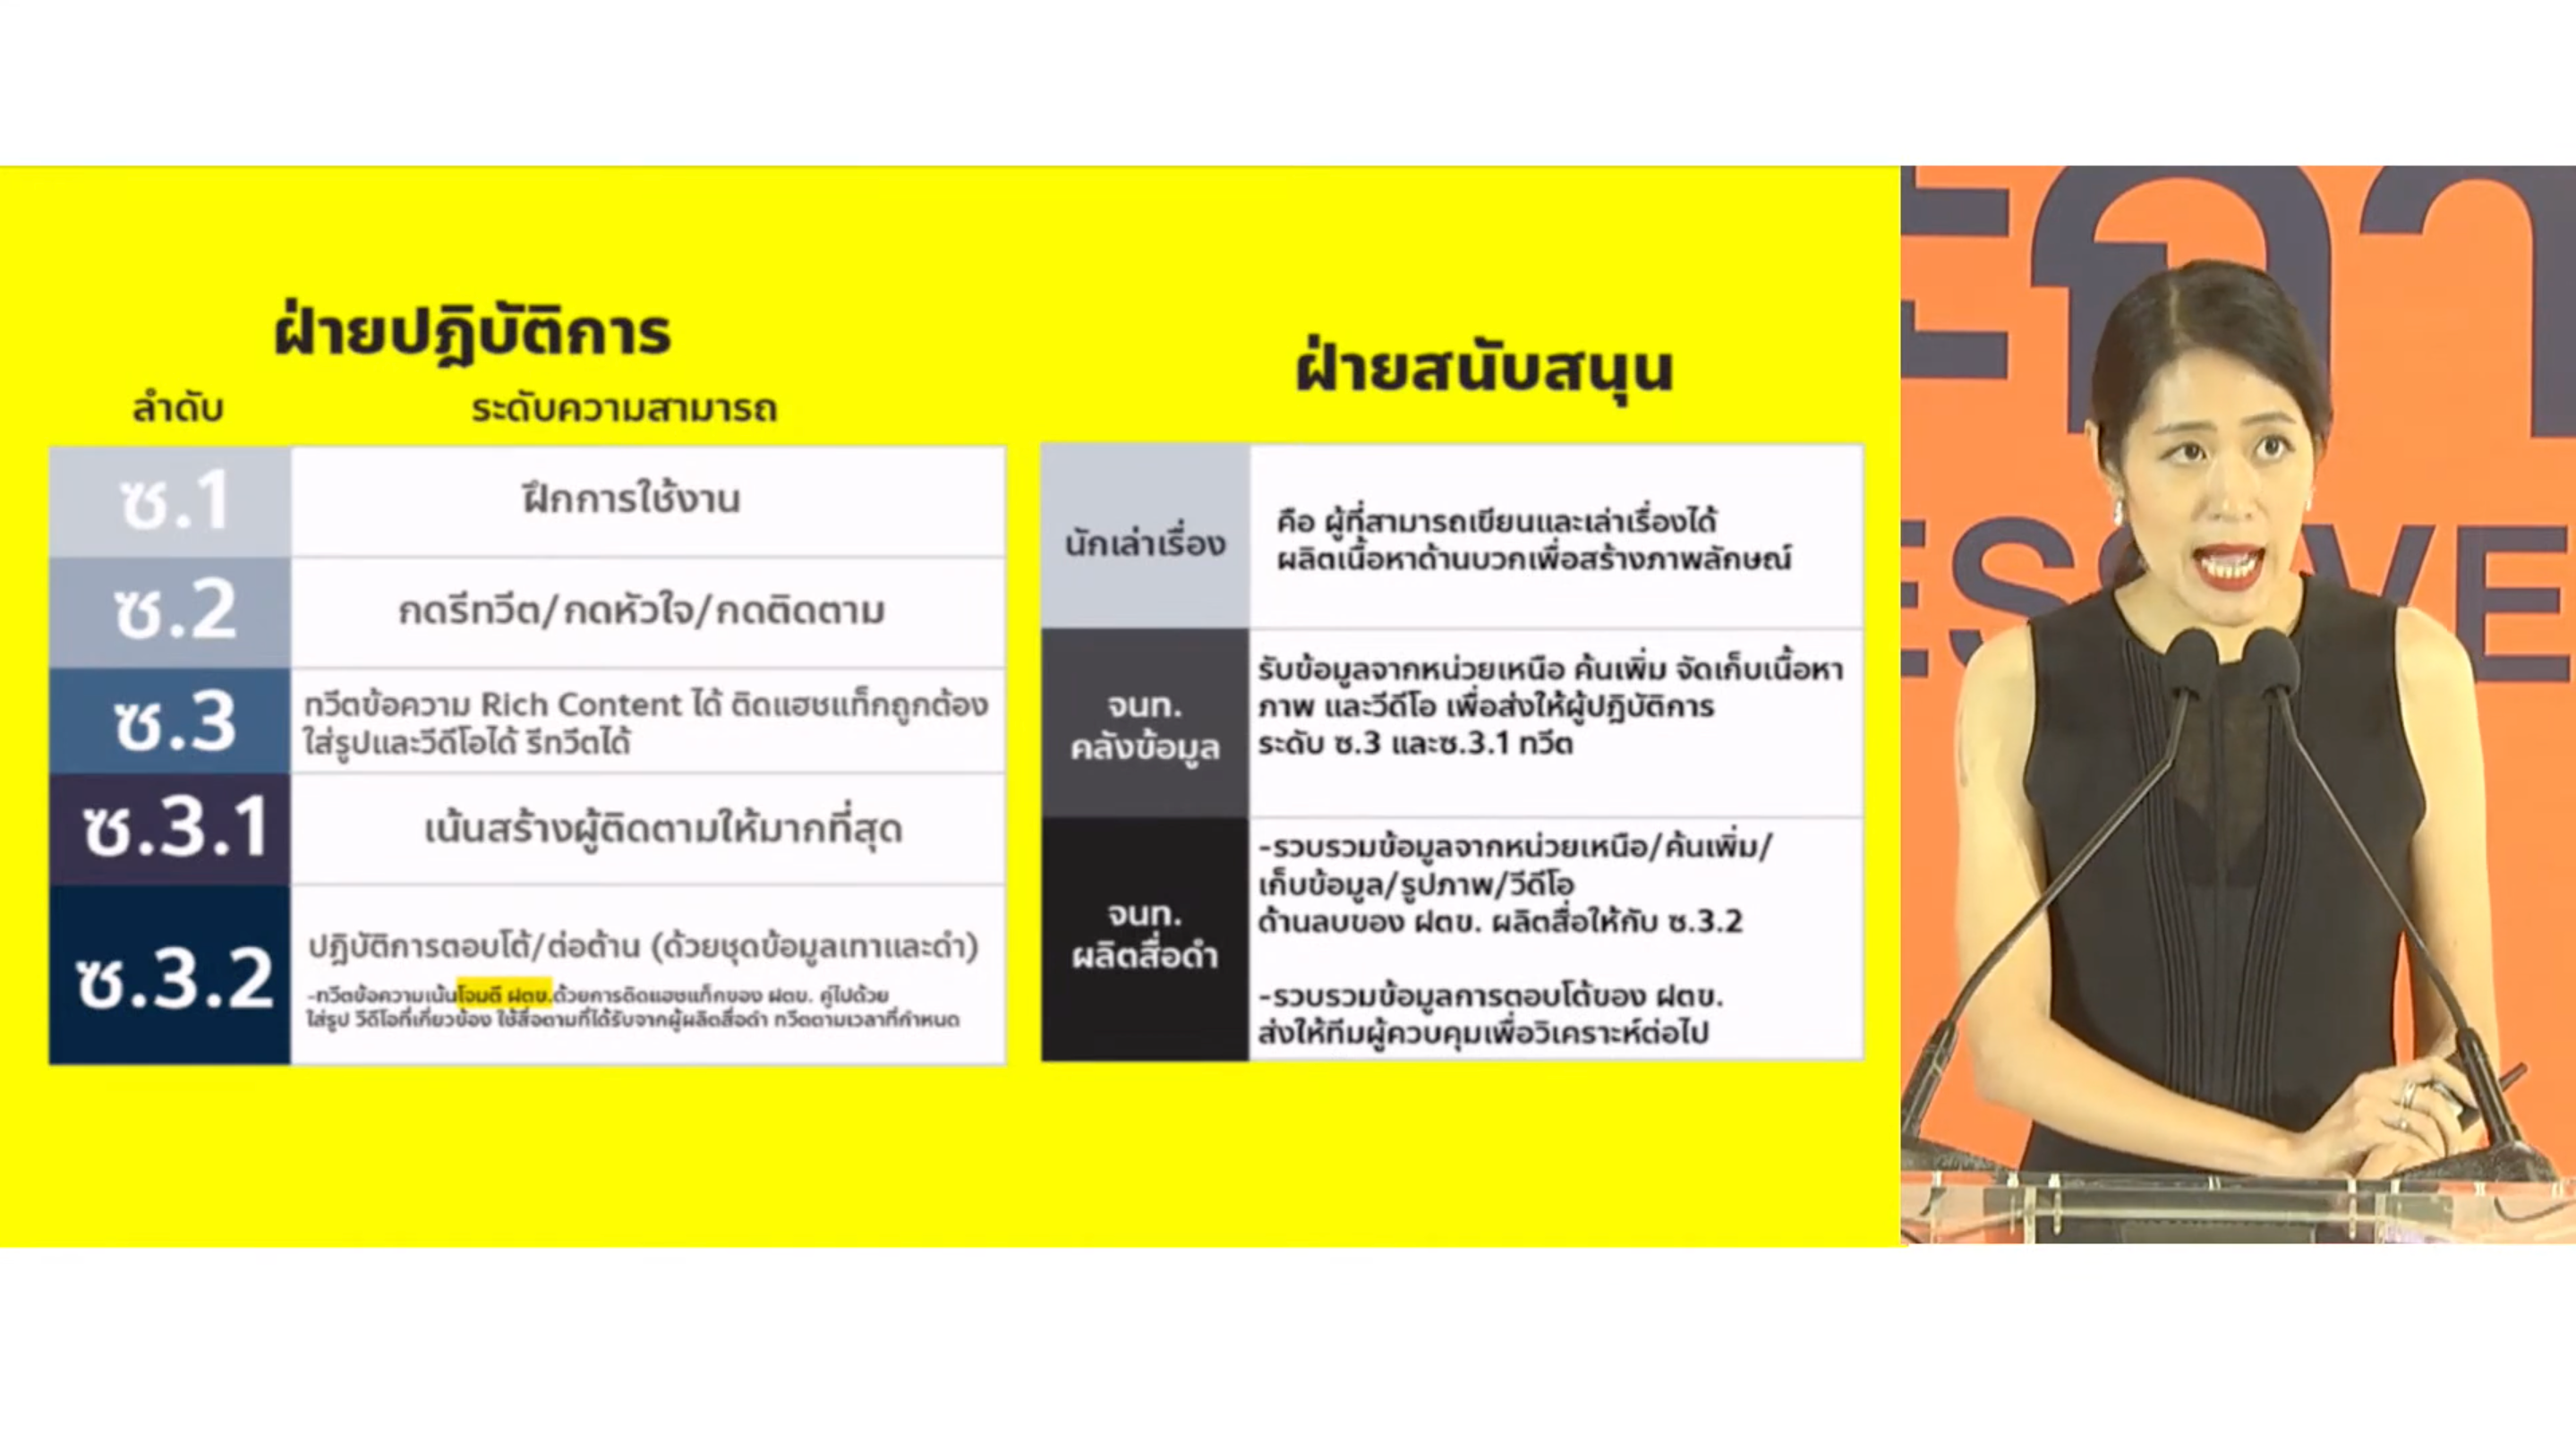 ฝ่ายปฏิบัติการ
ลำดับ
ระดับความสามารถ
ซ.1
ฝึกการใช้งาน
ซ.2
กดรีทวีต/กดหัวใจ/กดติดตาม
ซ.3
ทวีตข้อความ Rich Content ได้ ติดแฮชแท็กถูกต้อง
ใส่รูปและวีดีโอได้ รีทวีตได้
ซ.3.1
เน้นสร้างผู้ติดตามให้มากที่สุด
ซ.3.2
ปฏิบัติการตอบโต้/ต่อต้าน (ด้วยชุดข้อมูลเทาและดำ)
-ทวีตข้อความเน้นโจมตี ฝตข.ด้วยการติดแฮชแท็กของ ฝตข. คู่ไปด้วย
ใส่รูป วีดีโอที่เกี่ยวข้อง ใช้สื่อตามที่ได้รับจากผู้ผลิตสื่อดำ ทวีตตามเวลาที่กำหนด
ฝ่ายสนับสนุน
นักเล่าเรื่อง
คือ ผู้ที่สามารถเขียนและเล่าเรื่องได้
ผลิตเนื้อหาด้านบวกเพื่อสร้างภาพลักษณ์
จนท.
คลังข้อมูล
รับข้อมูลจากหน่วยเหนือ ค้นเพิ่ม จัดเก็บเนื้อหา
ภาพ และวีดีโอ เพื่อส่งให้ผู้ปฏิบัติการ
ระดับ ซ.3 และซ.3.1 ทวีต
จนท.
ผลิตสื่อดำ
-รวบรวมข้อมูลจากหน่วยเหนือ/ค้นเพิ่ม/
เก็บข้อมูล/รูปภาพ/วีดีโอ
ด้านลบของ ฝตข. ผลิตสื่อให้กับ ซ.3.2
-รวบรวมข้อมูลการตอบโต้ของ ฝตข.
ส่งให้ทีมผู้ควบคุมเพื่อวิเคราะห์ต่อไป